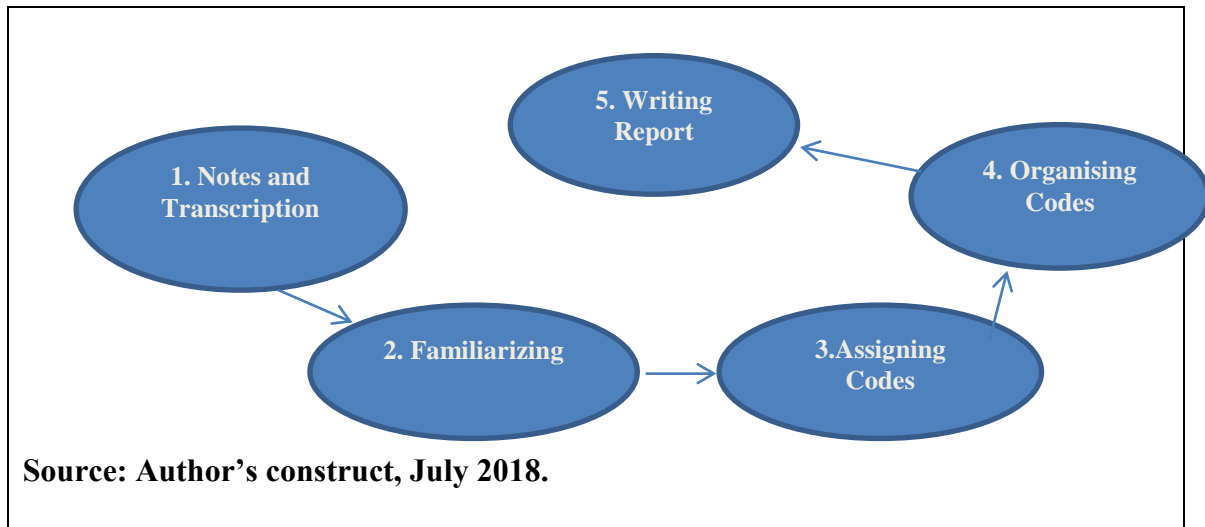 1. Notes and
Transcription
2. Familiarizing
3.Assigning
Codes
4. Organising
Codes
5. Writing
Report
Source: Author’s construct, July 2018.